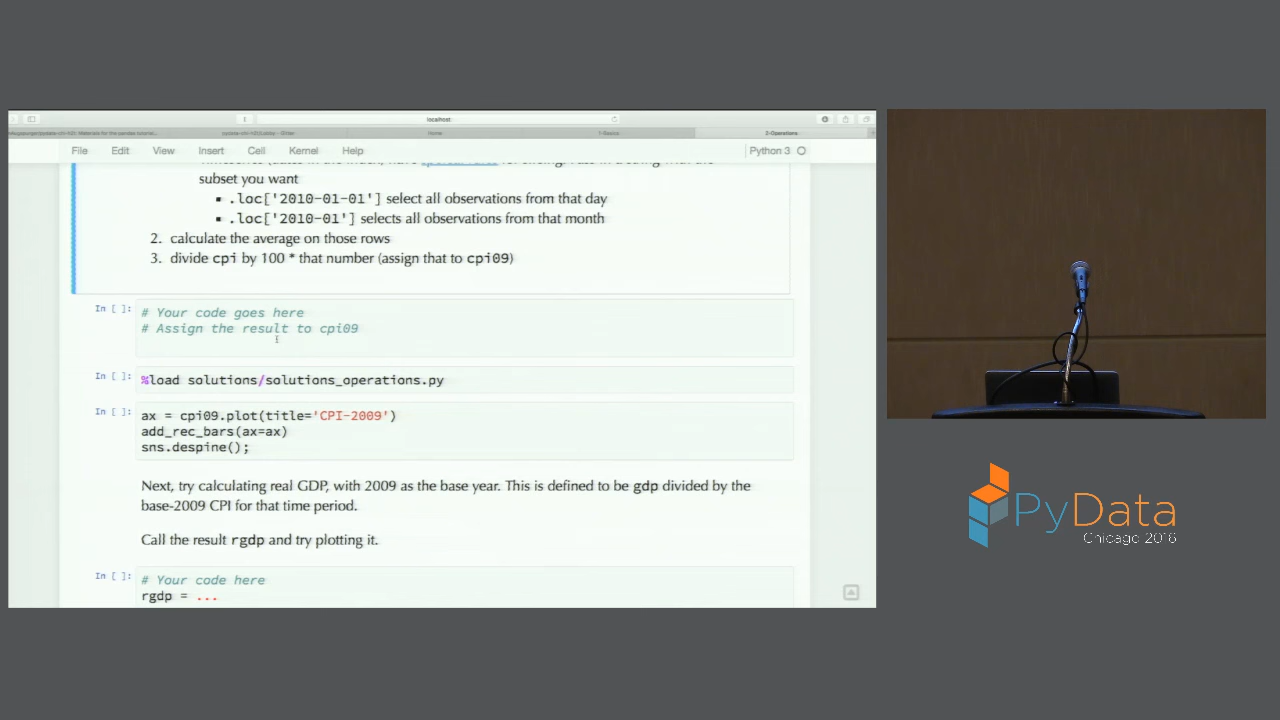 localhost
Home
1-Basics
2-Operations
File Edit View Insert Cell Kernel Help
Python 3
subset you want
.loc['2010-01-01'] select all observations from that day
.loc['2010-01'] selects all observations from that month
2. calculate the average on those rows
3. divide cpi by 100 * that number (assign that to cpi09)
In [ ]: # Your code goes here
# Assign the result to cpi09
In [ ]: %load solutions/solutions_operations.py
In [ ]: ax = cpi09.plot(title='CPI-2009')
add_rec_bars(ax=ax)
sns.despine();
Next, try calculating real GDP, with 2009 as the base year. This is defined to be gdp divided by the
base-2009 CPI for that time period.
Call the result rgdp and try plotting it.
In [ ]: # Your code here
rgdp = ...
PyData
Chicago 2016